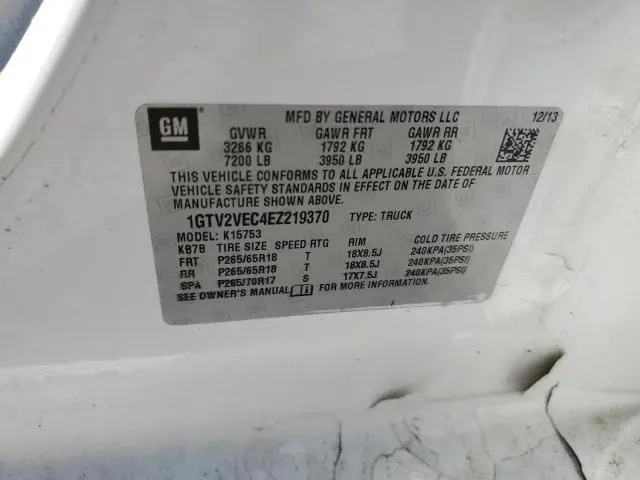 GM
MFD BY GENERAL MOTORS LLC 12/13
GVWR GAWR FRT GAWR RR
3266 KG 1792 KG 1792 KG
7200 LB 3950 LB 3950 LB
THIS VEHICLE CONFORMS TO ALL APPLICABLE U.S. FEDERAL MOTOR
VEHICLE SAFETY STANDARDS IN EFFECT ON THE DATE OF
MANUFACTURE SHOWN ABOVE.
1GTV2VEC4EZ219370 TYPE: TRUCK
MODEL: K15753
KB7B TIRE SIZE SPEED RTG RIM COLD TIRE PRESSURE
FRT P265/65R18 T 18X8.5J 240KPA(35PSI)
RR P265/65R18 T 18X8.5J 240KPA(35PSI)
SPA P265/70R17 S 17X7.5J 240KPA(35PSI)
SEE OWNER'S MANUAL FOR MORE INFORMATION.